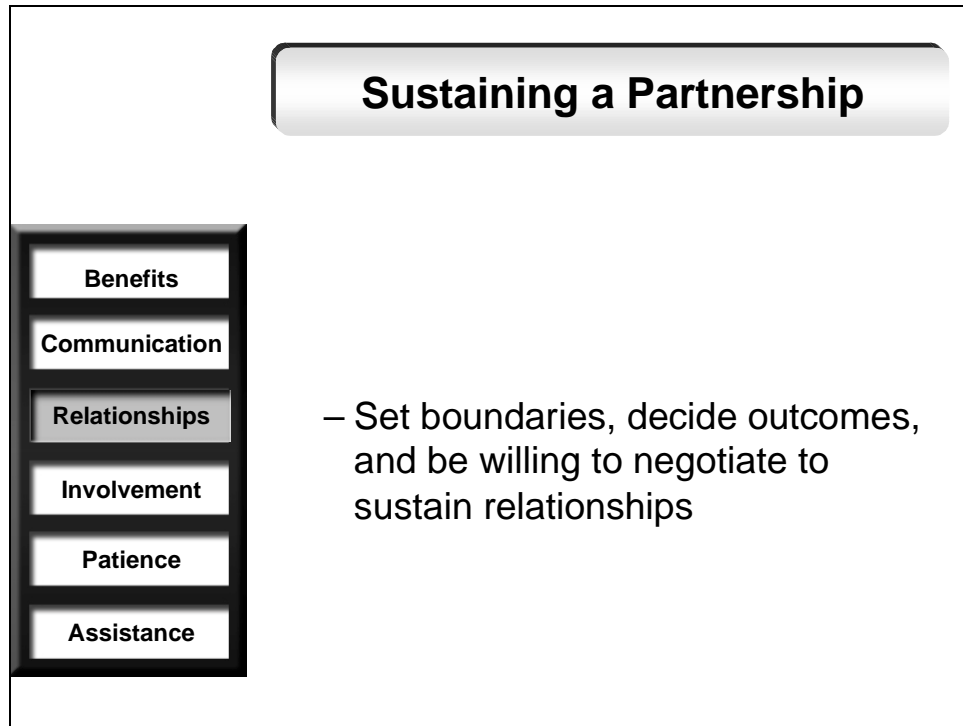 Sustaining a Partnership
Benefits
Communication
Relationships
Involvement
Patience
Assistance
– Set boundaries, decide outcomes,
and be willing to negotiate to
sustain relationships